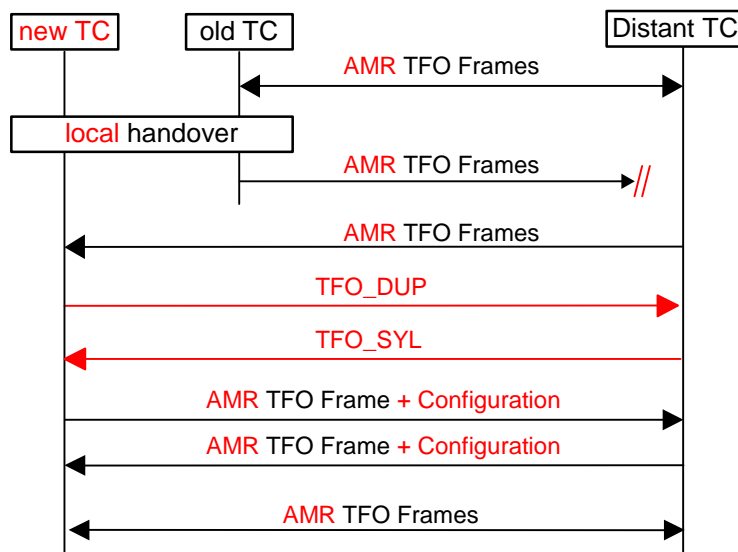 new TC
old TC
Distant TC
AMR TFO Frames
local handover
AMR TFO Frames
//
AMR TFO Frames
TFO_DUP
TFO_SYL
AMR TFO Frame + Configuration
AMR TFO Frame + Configuration
AMR TFO Frames